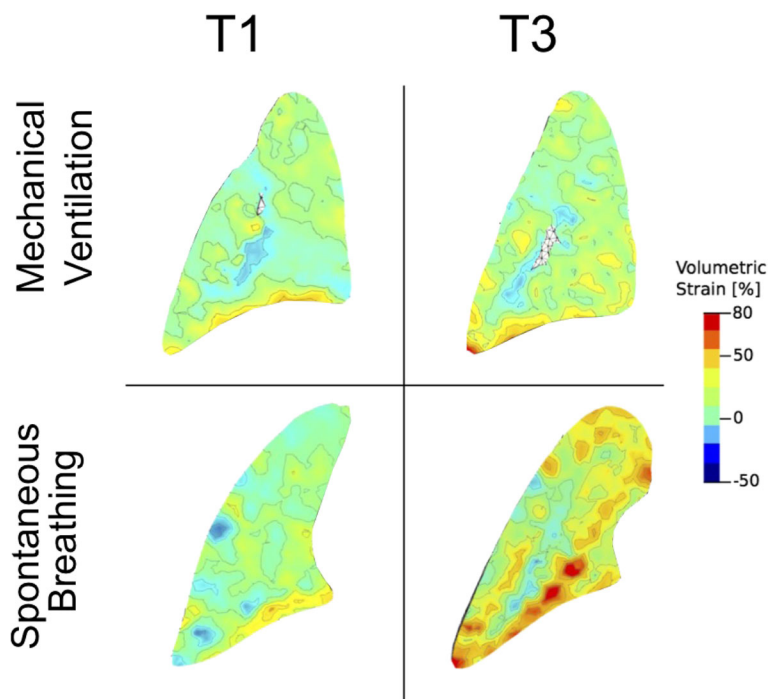 T1
T3
Mechanical
Ventilation
Volumetric
Strain [%]
80
50
0
-50
Spontaneous
Breathing